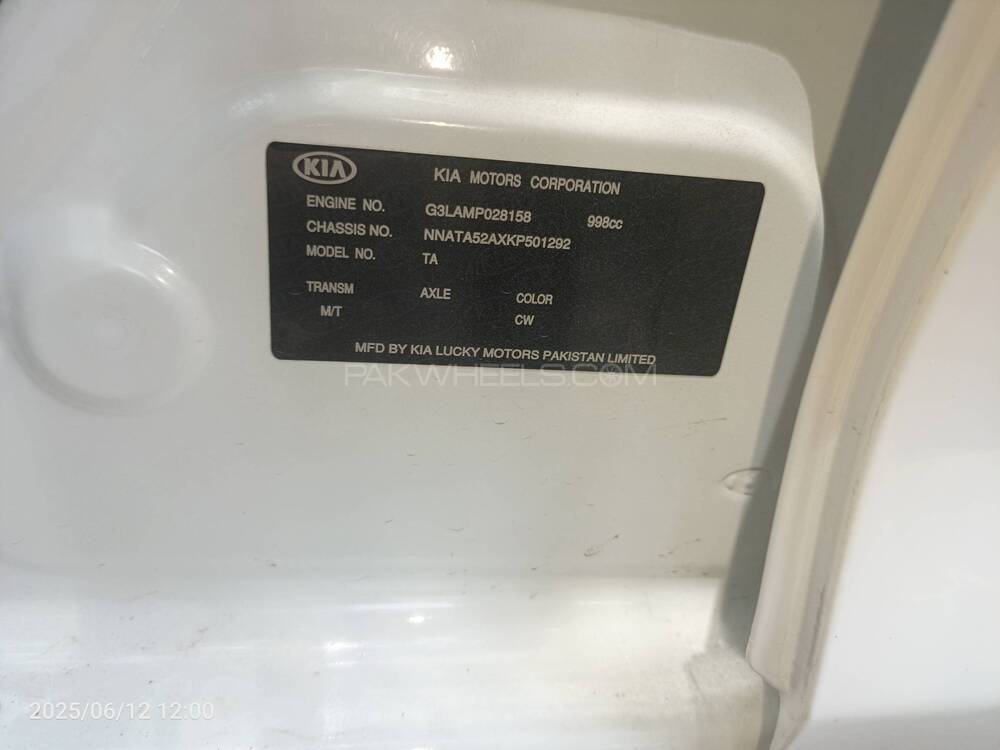 KIA
KIA MOTORS CORPORATION
ENGINE NO. G3LAMP028158 998cc
CHASSIS NO. NNATA52AXKP501292
MODEL NO. TA
TRANSM AXLE COLOR
M/T CW
MFD BY KIA LUCKY MOTORS PAKISTAN LIMITED
PAKWHEELS.COM
2025/06/12 12:00